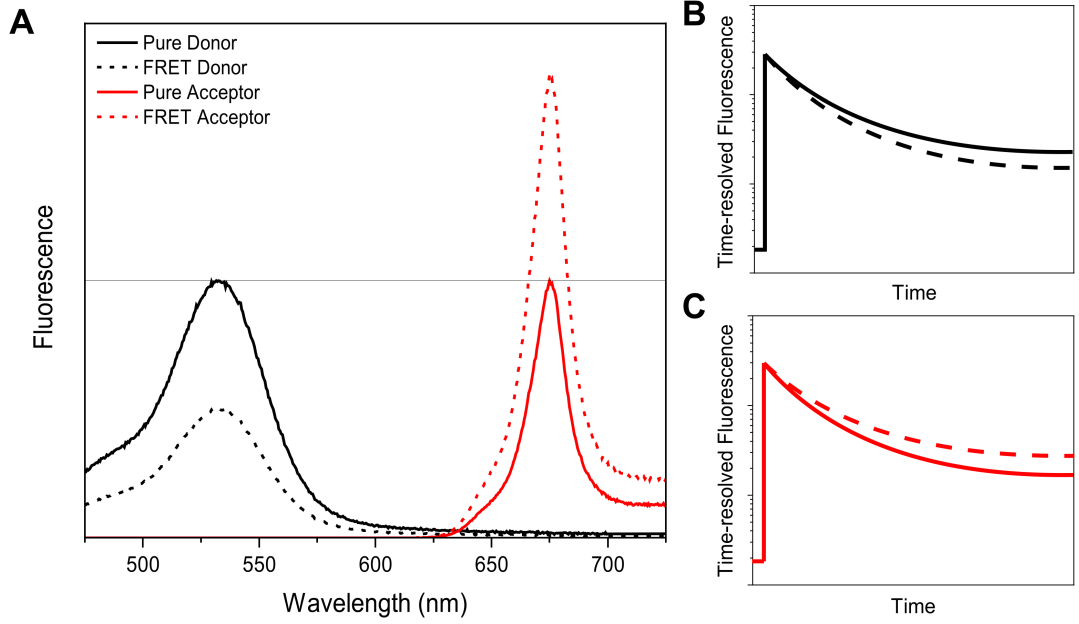 A
Pure Donor
FRET Donor
Pure Acceptor
FRET Acceptor
Fluorescence
500
550
600
650
700
Wavelength (nm)
B
Time-resolved Fluorescence
Time
C
Time-resolved Fluorescence
Time